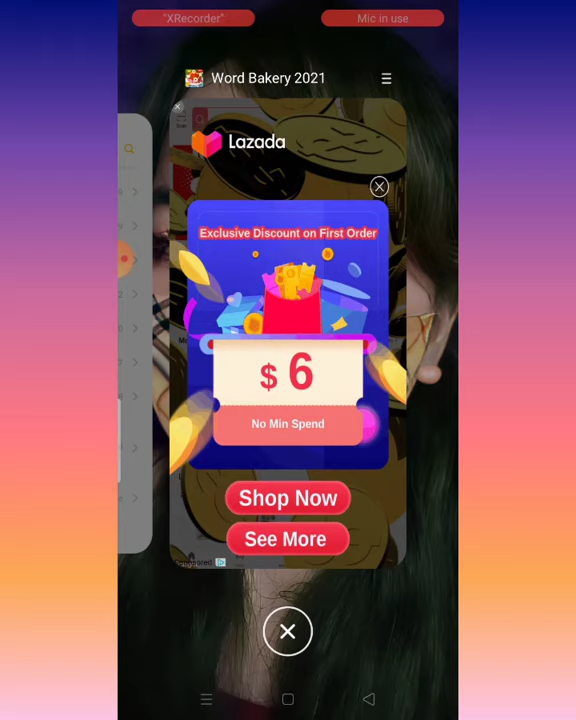 "XRecorder"
Mic in use
Word Bakery 2021
Lazada
Exclusive Discount on First Order
$ 6
No Min Spend
Shop Now
See More